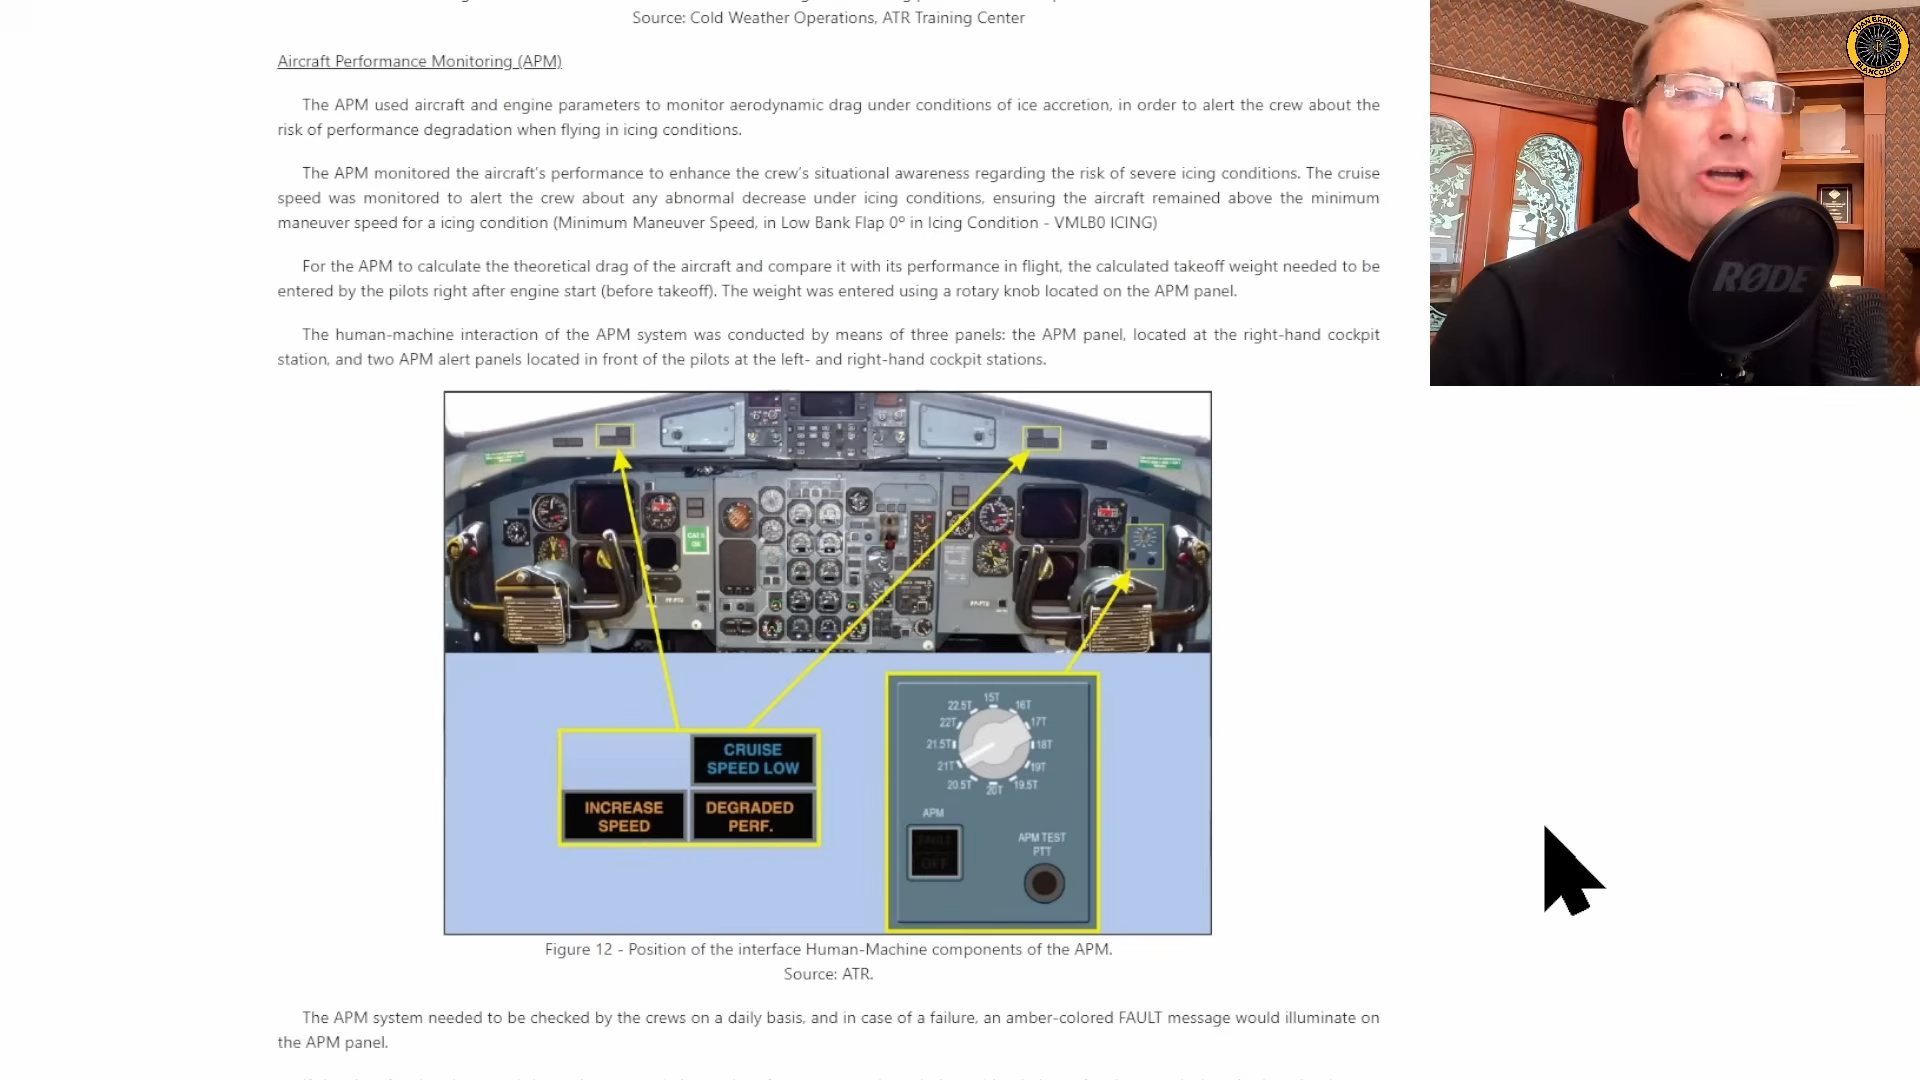 Source: Cold Weather Operations, ATR Training Center
Aircraft Performance Monitoring (APM)
The APM used aircraft and engine parameters to monitor aerodynamic drag under conditions of ice accretion, in order to alert the crew about the
risk of performance degradation when flying in icing conditions.
The APM monitored the aircraft's performance to enhance the crew's situational awareness regarding the risk of severe icing conditions. The cruise
speed was monitored to alert the crew about any abnormal decrease under icing conditions, ensuring the aircraft remained above the minimum
maneuver speed for a icing condition (Minimum Maneuver Speed, in Low Bank Flap 0º in Icing Condition - VMLB0 ICING)
For the APM to calculate the theoretical drag of the aircraft and compare it with its performance in flight, the calculated takeoff weight needed to be
entered by the pilots right after engine start (before takeoff). The weight was entered using a rotary knob located on the APM panel.
The human-machine interaction of the APM system was conducted by means of three panels: the APM panel, located at the right-hand cockpit
station, and two APM alert panels located in front of the pilots at the left- and right-hand cockpit stations.
CAT II
CRUISE
SPEED LOW
INCREASE
SPEED
DEGRADED
PERF.
15T
22.5T 16T
22T 17T
21.5T 18T
21T 19T
20.5T 19.5T
20T
APM
FAULT
OFF
APM TEST
PTT
Figure 12 - Position of the interface Human-Machine components of the APM.
Source: ATR.
The APM system needed to be checked by the crews on a daily basis, and in case of a failure, an amber-colored FAULT message would illuminate on
the APM panel.
JUAN BROWNE
BLANCOLIRIO
RØDE